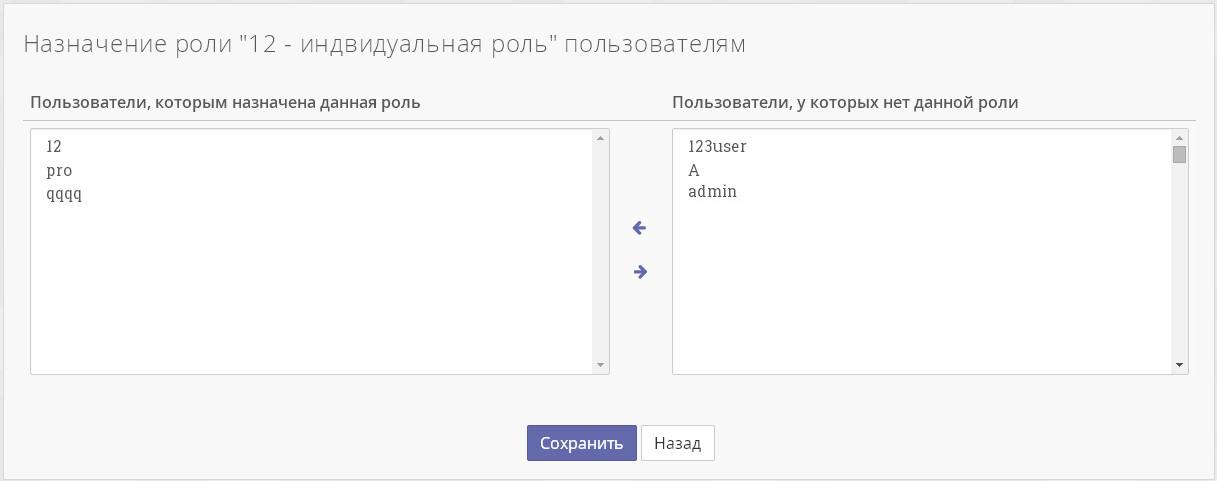 Назначение роли "12 - индвидуальная роль" пользователям
Пользователи, которым назначена данная роль
Пользователи, у которых нет данной роли
12
pro
qqqq
123user
A
admin
Сохранить
Назад